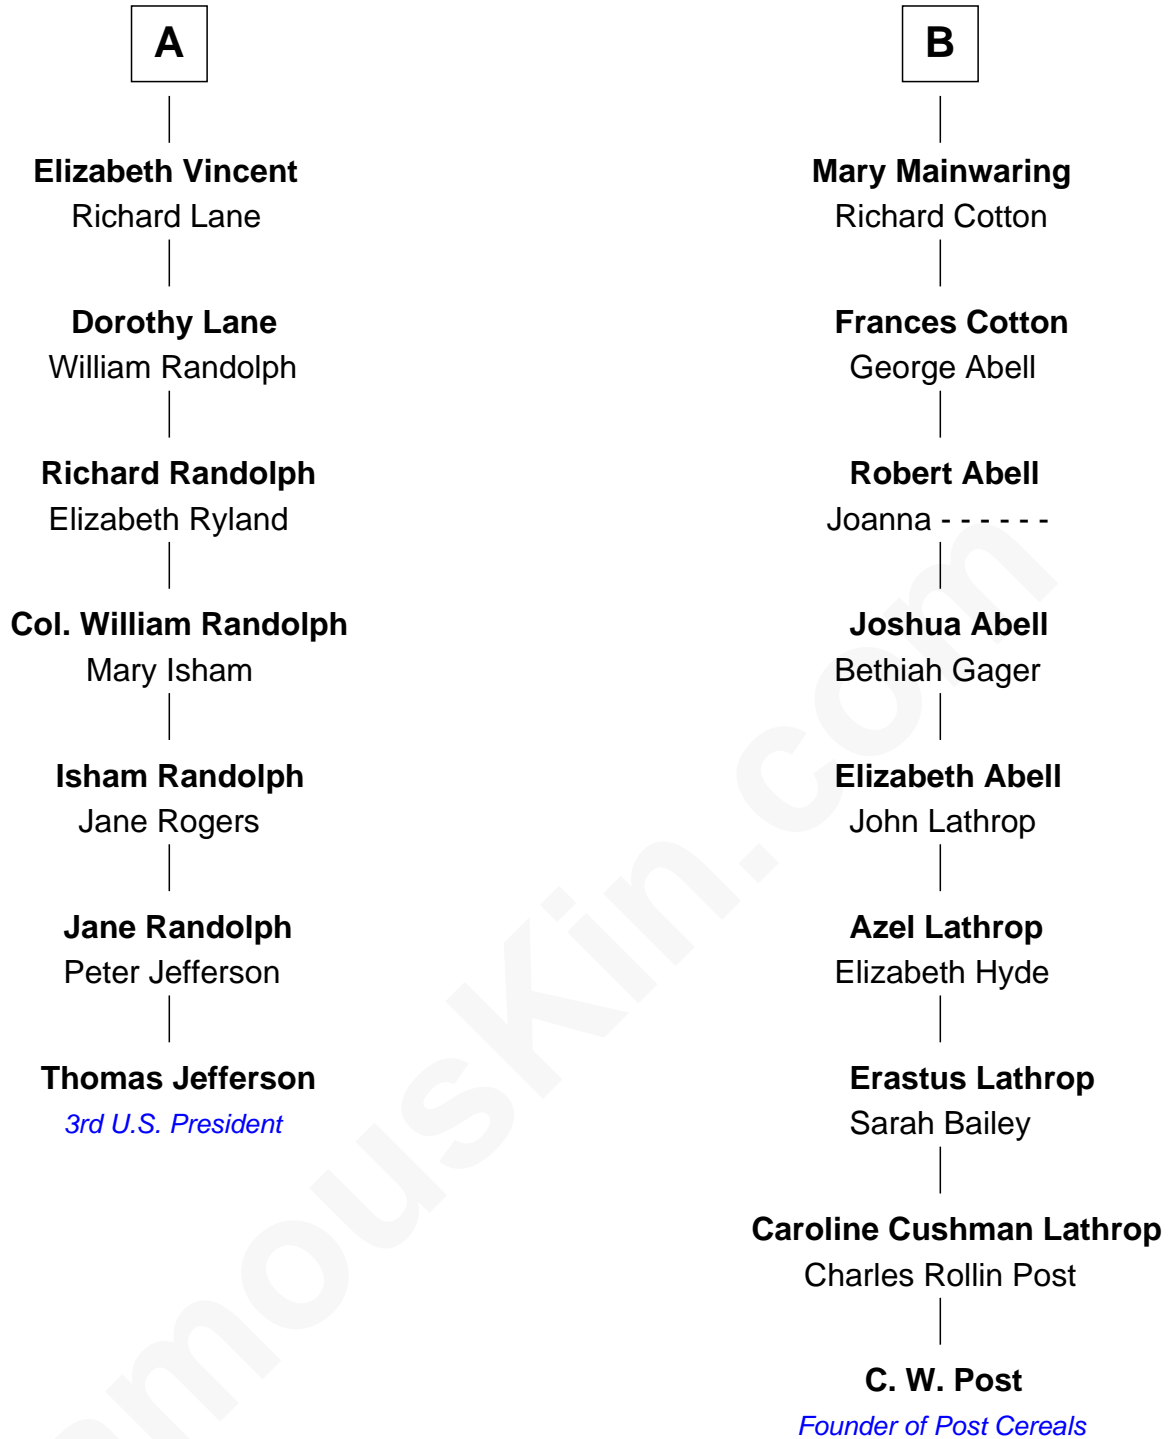 A
Elizabeth Vincent
Richard Lane
Dorothy Lane
William Randolph
Richard Randolph
Elizabeth Ryland
Col. William Randolph
Mary Isham
Isham Randolph
Jane Rogers
Jane Randolph
Peter Jefferson
Thomas Jefferson
3rd U.S. President
B
Mary Mainwaring
Richard Cotton
Frances Cotton
George Abell
Robert Abell
Joanna - - - - - -
Joshua Abell
Bethiah Gager
Elizabeth Abell
John Lathrop
Azel Lathrop
Elizabeth Hyde
Erastus Lathrop
Sarah Bailey
Caroline Cushman Lathrop
Charles Rollin Post
C. W. Post
Founder of Post Cereals
amouskin.com